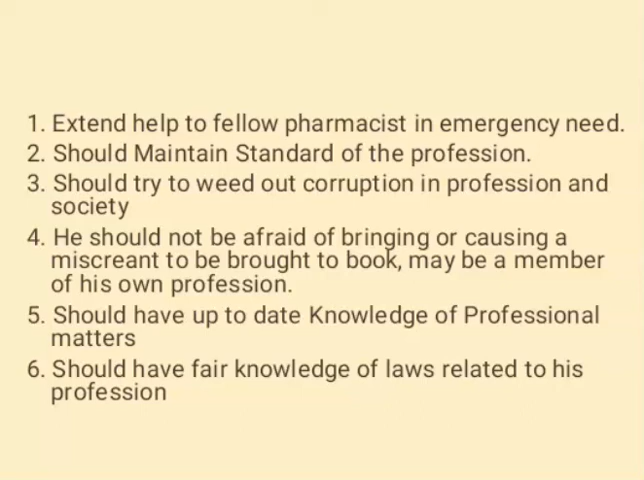 1. Extend help to fellow pharmacist in emergency need.
2. Should Maintain Standard of the profession.
3. Should try to weed out corruption in profession and
society
4. He should not be afraid of bringing or causing a
miscreant to be brought to book, may be a member
of his own profession.
5. Should have up to date Knowledge of Professional
matters
6. Should have fair knowledge of laws related to his
profession